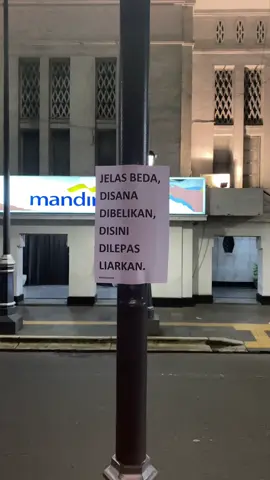 mandiri
JELAS BEDA,
DISANA
DIBELIKAN,
DISINI
DILEPAS
LIARKAN.